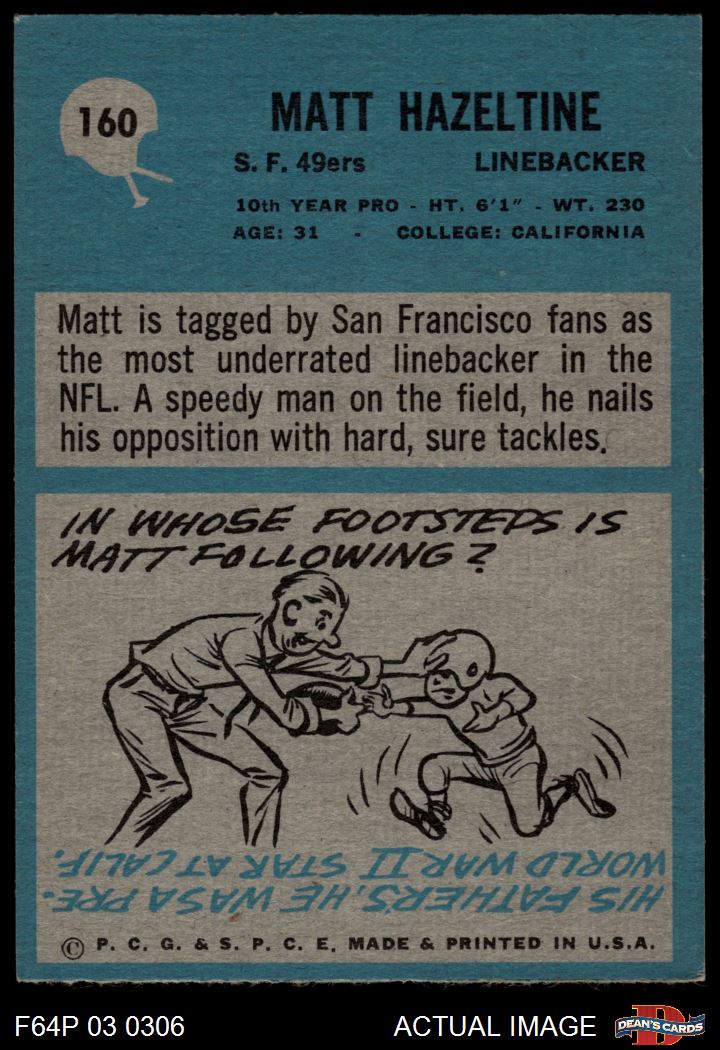 160
MATT HAZELTINE
S. F. 49ers LINEBACKER
10th YEAR PRO - HT. 6'1" - WT. 230
AGE: 31 - COLLEGE: CALIFORNIA
Matt is tagged by San Francisco fans as
the most underrated linebacker in the
NFL. A speedy man on the field, he nails
his opposition with hard, sure tackles.
IN WHOSE FOOTSTEPS IS
MATT FOLLOWING?
HIS FATHERS, HE WAS A PRE-
WORLD WAR II STAR AT CALIF.
© P. C. G. & S. P. C. E. MADE & PRINTED IN U.S.A.
F64P 03 0306 ACTUAL IMAGE
D
DEAN'S CARDS